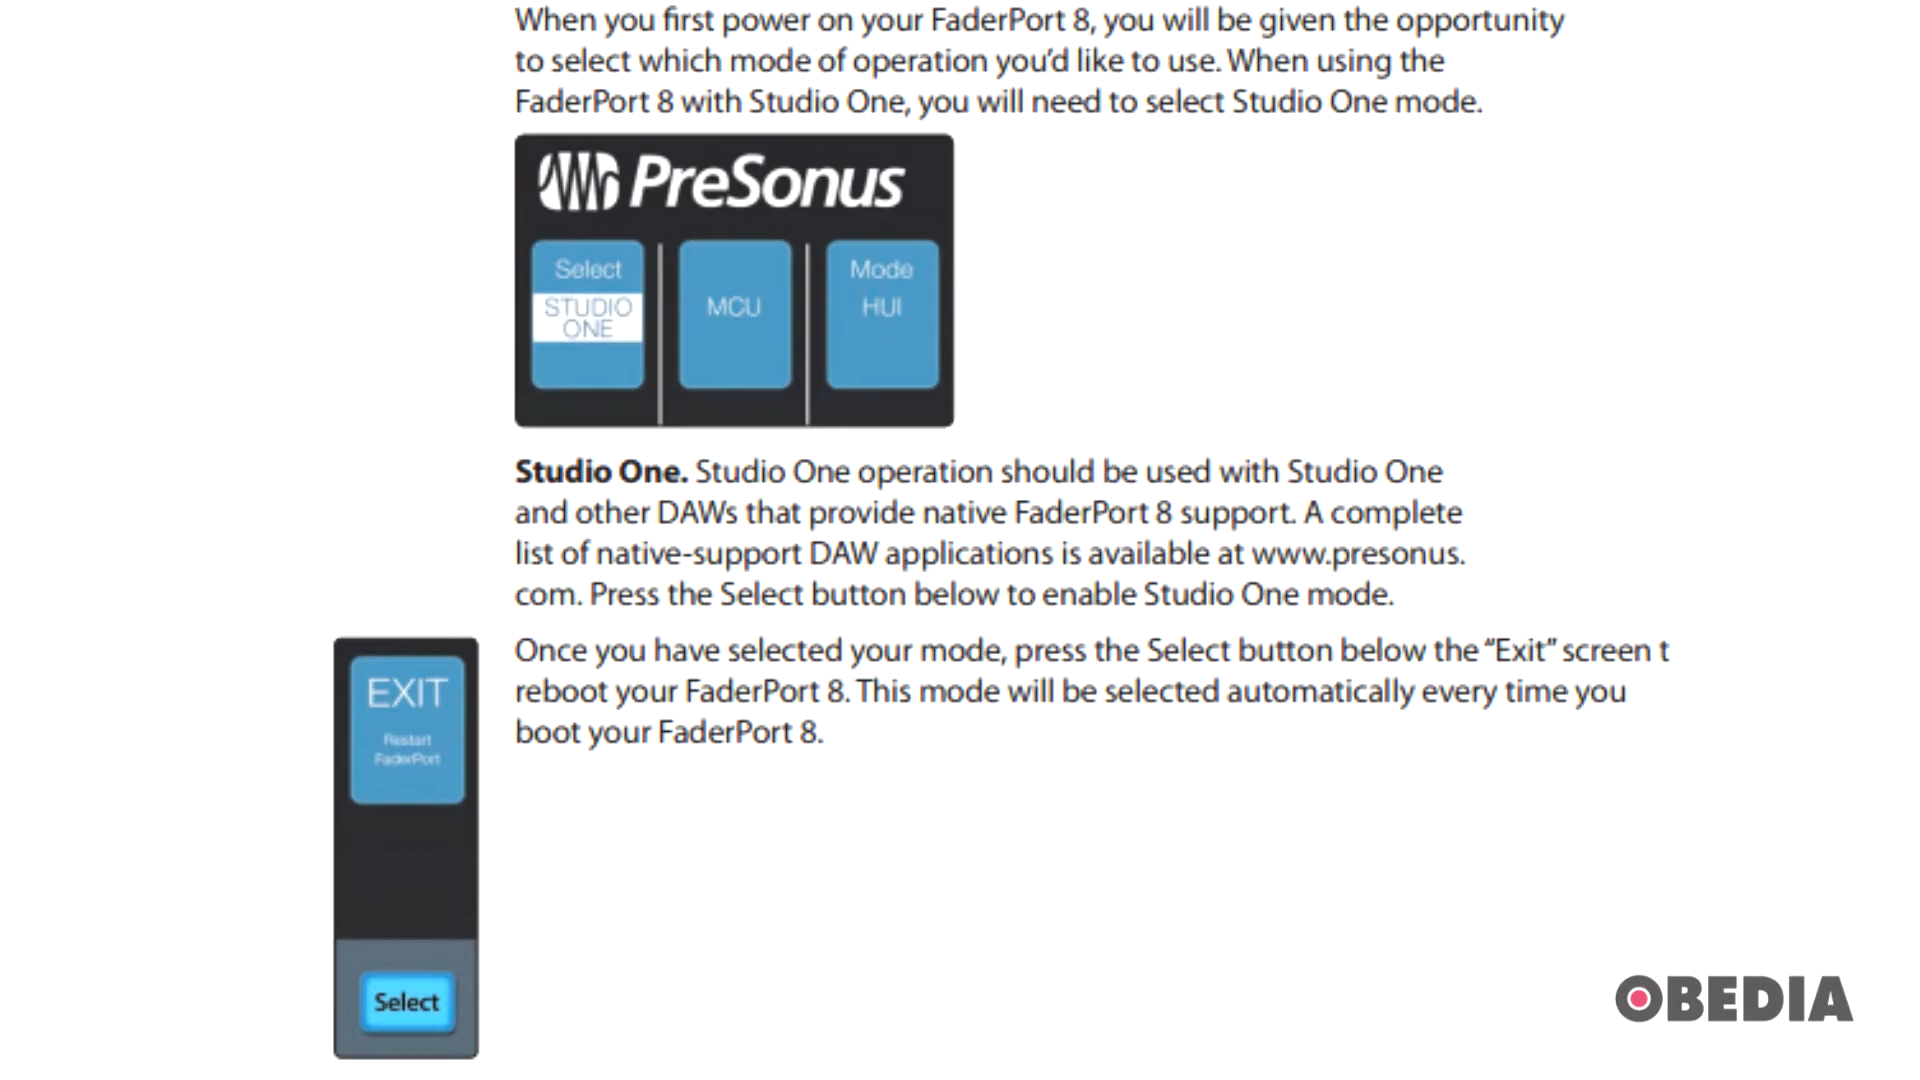 When you first power on your FaderPort 8, you will be given the opportunity
to select which mode of operation you’d like to use. When using the
FaderPort 8 with Studio One, you will need to select Studio One mode.
PreSonus
Select
STUDIO
ONE
MCU
Mode
HUI
Studio One. Studio One operation should be used with Studio One
and other DAWs that provide native FaderPort 8 support. A complete
list of native-support DAW applications is available at www.presonus.
com. Press the Select button below to enable Studio One mode.
Once you have selected your mode, press the Select button below the “Exit” screen t
reboot your FaderPort 8. This mode will be selected automatically every time you
boot your FaderPort 8.
EXIT
Restart
FaderPort
Select
OBEDIA